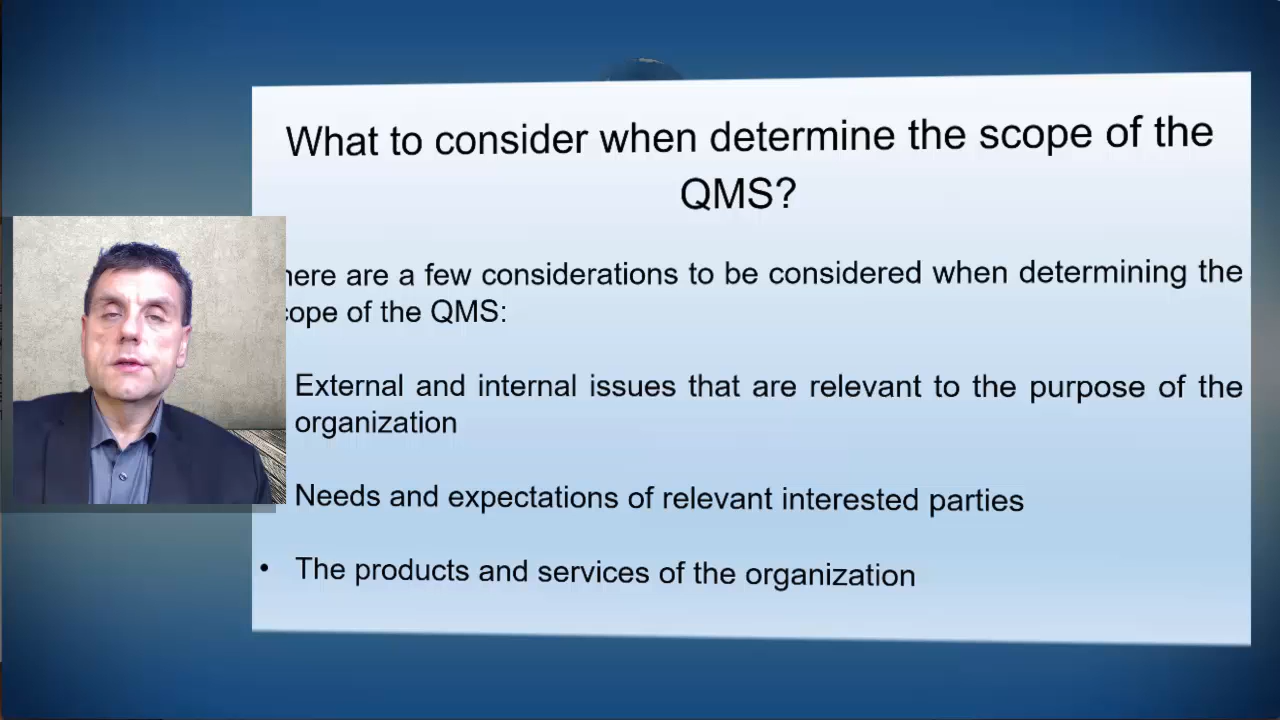 What to consider when determine the scope of the
QMS?
here are a few considerations to be considered when determining the
cope of the QMS:
External and internal issues that are relevant to the purpose of the
organization
Needs and expectations of relevant interested parties
• The products and services of the organization